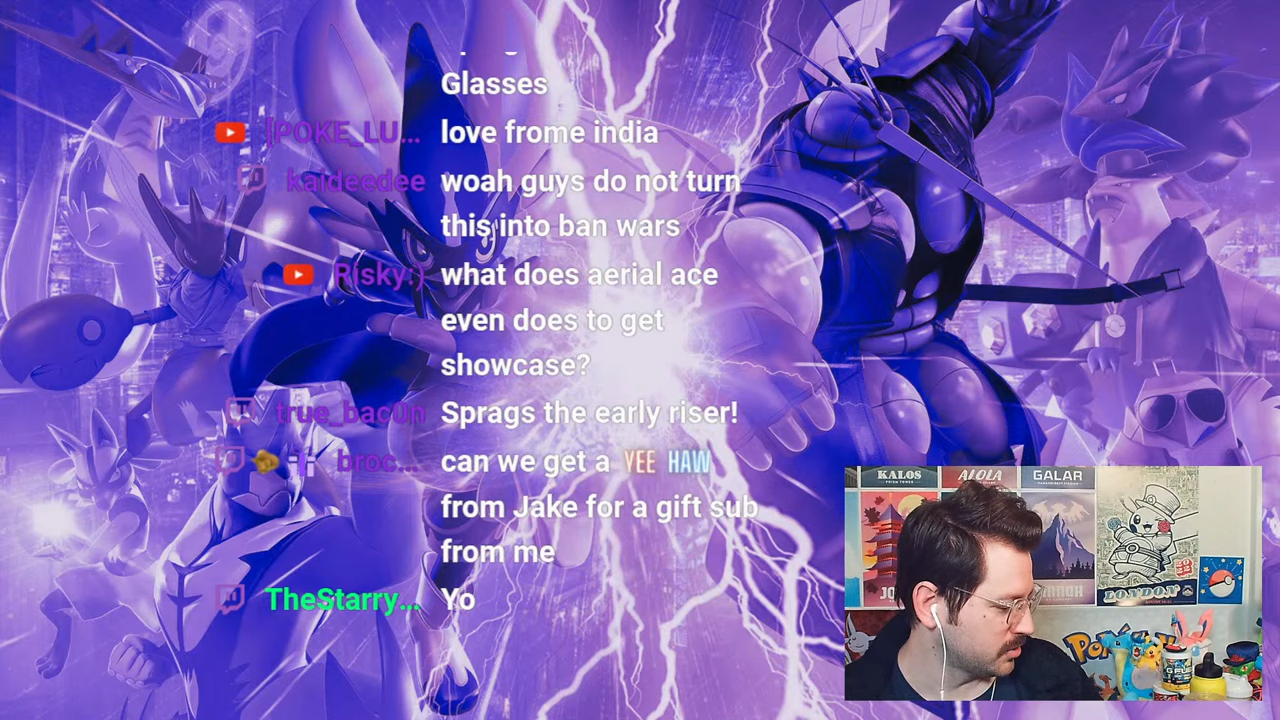 Glasses
[POKE_LU... love frome india
kaideedee woah guys do not turn
this into ban wars
Risky:) what does aerial ace
even does to get
showcase?
true_bac0n Sprags the early riser!
broc... can we get a YEE HAW
from Jake for a gift sub
from me
TheStarry... Yo
KALOS
ALOLA
GALAR
LONDON
POK
G FUEL